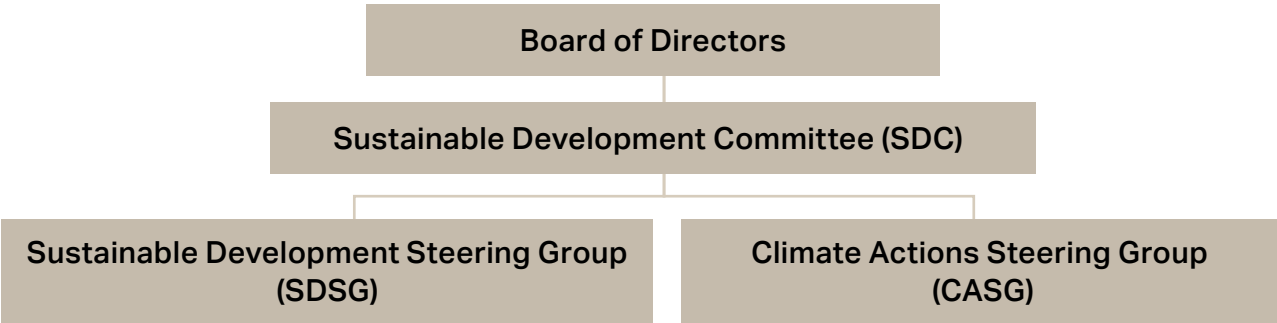 Board of Directors
Sustainable Development Committee (SDC)
Sustainable Development Steering Group
(SDSG)
Climate Actions Steering Group
(CASG)